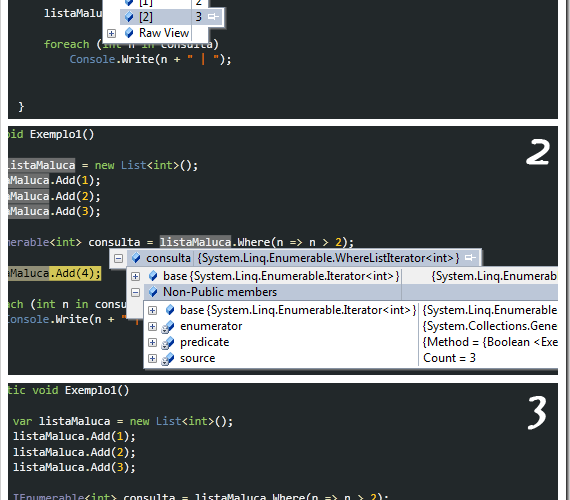 [1] 2
listaMaluc
[2] 3
Raw View
foreach (int n in consulta)
Console.Write(n + " | ");
}
2
void Exemplo1()
listaMaluca = new List<int>();
aMaluca.Add(1);
aMaluca.Add(2);
aMaluca.Add(3);
merable<int> consulta = listaMaluca.Where(n => n > 2);
consulta {System.Linq.Enumerable.WhereListIterator<int>}
aMaluca.Add(4);
base {System.Linq.Enumerable.Iterator<int>} {System.Linq.Enumerab
Non-Public members
each (int n in consu
base {System.Linq.Enumerable.Iterator<int>} {System.Linq.Enumerable
Console.Write(n + "
enumerator {System.Collections.Gene
predicate {Method = {Boolean <Exe
source Count = 3
3
tic void Exemplo1()
var listaMaluca = new List<int>();
listaMaluca.Add(1);
listaMaluca.Add(2);
listaMaluca.Add(3);
IEnumerable<int> consulta = listaMaluca.Where(n => n > 2);